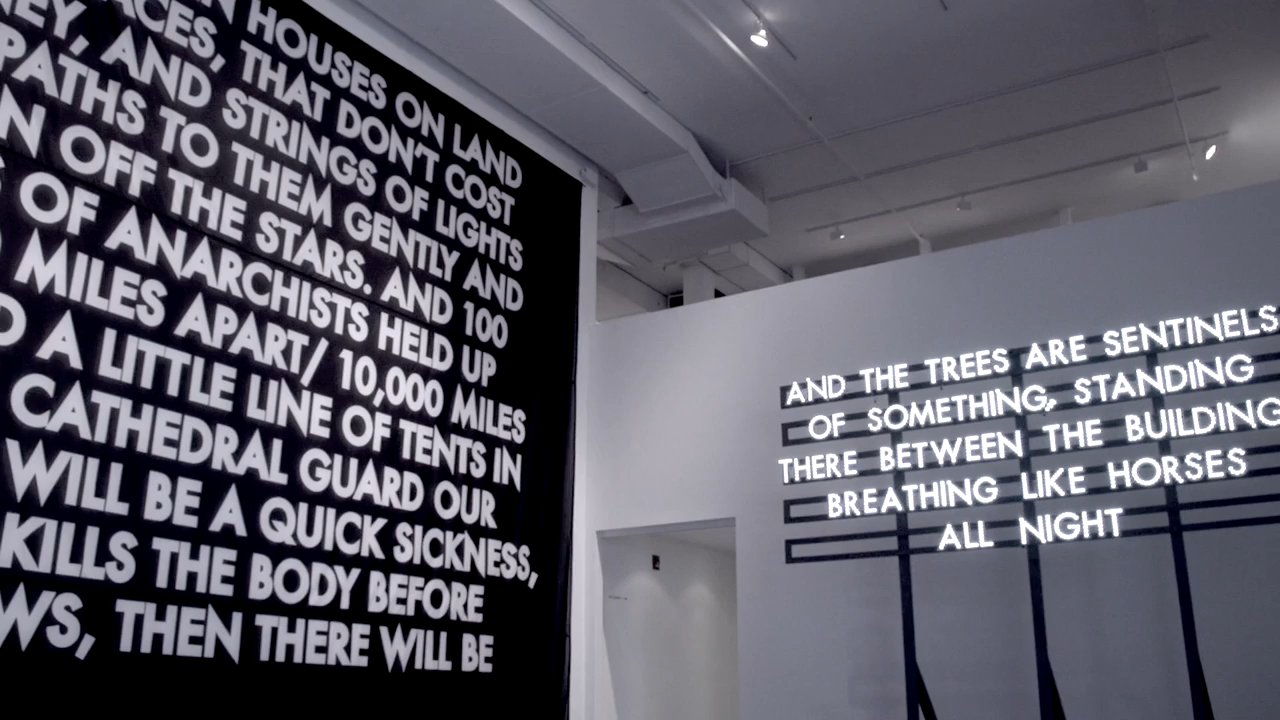 HOUSES ON LAND
ACES, THAT DON'T COST
EY, AND STRINGS OF LIGHTS
PATHS TO THEM GENTLY AND
N OFF THE STARS. AND 100
OF ANARCHISTS HELD UP
MILES APART/ 10,000 MILES
A LITTLE LINE OF TENTS IN
CATHEDRAL GUARD OUR
WILL BE A QUICK SICKNESS,
KILLS THE BODY BEFORE
WS, THEN THERE WILL BE
AND THE TREES ARE SENTINELS
OF SOMETHING, STANDING
THERE BETWEEN THE BUILDING
BREATHING LIKE HORSES
ALL NIGHT